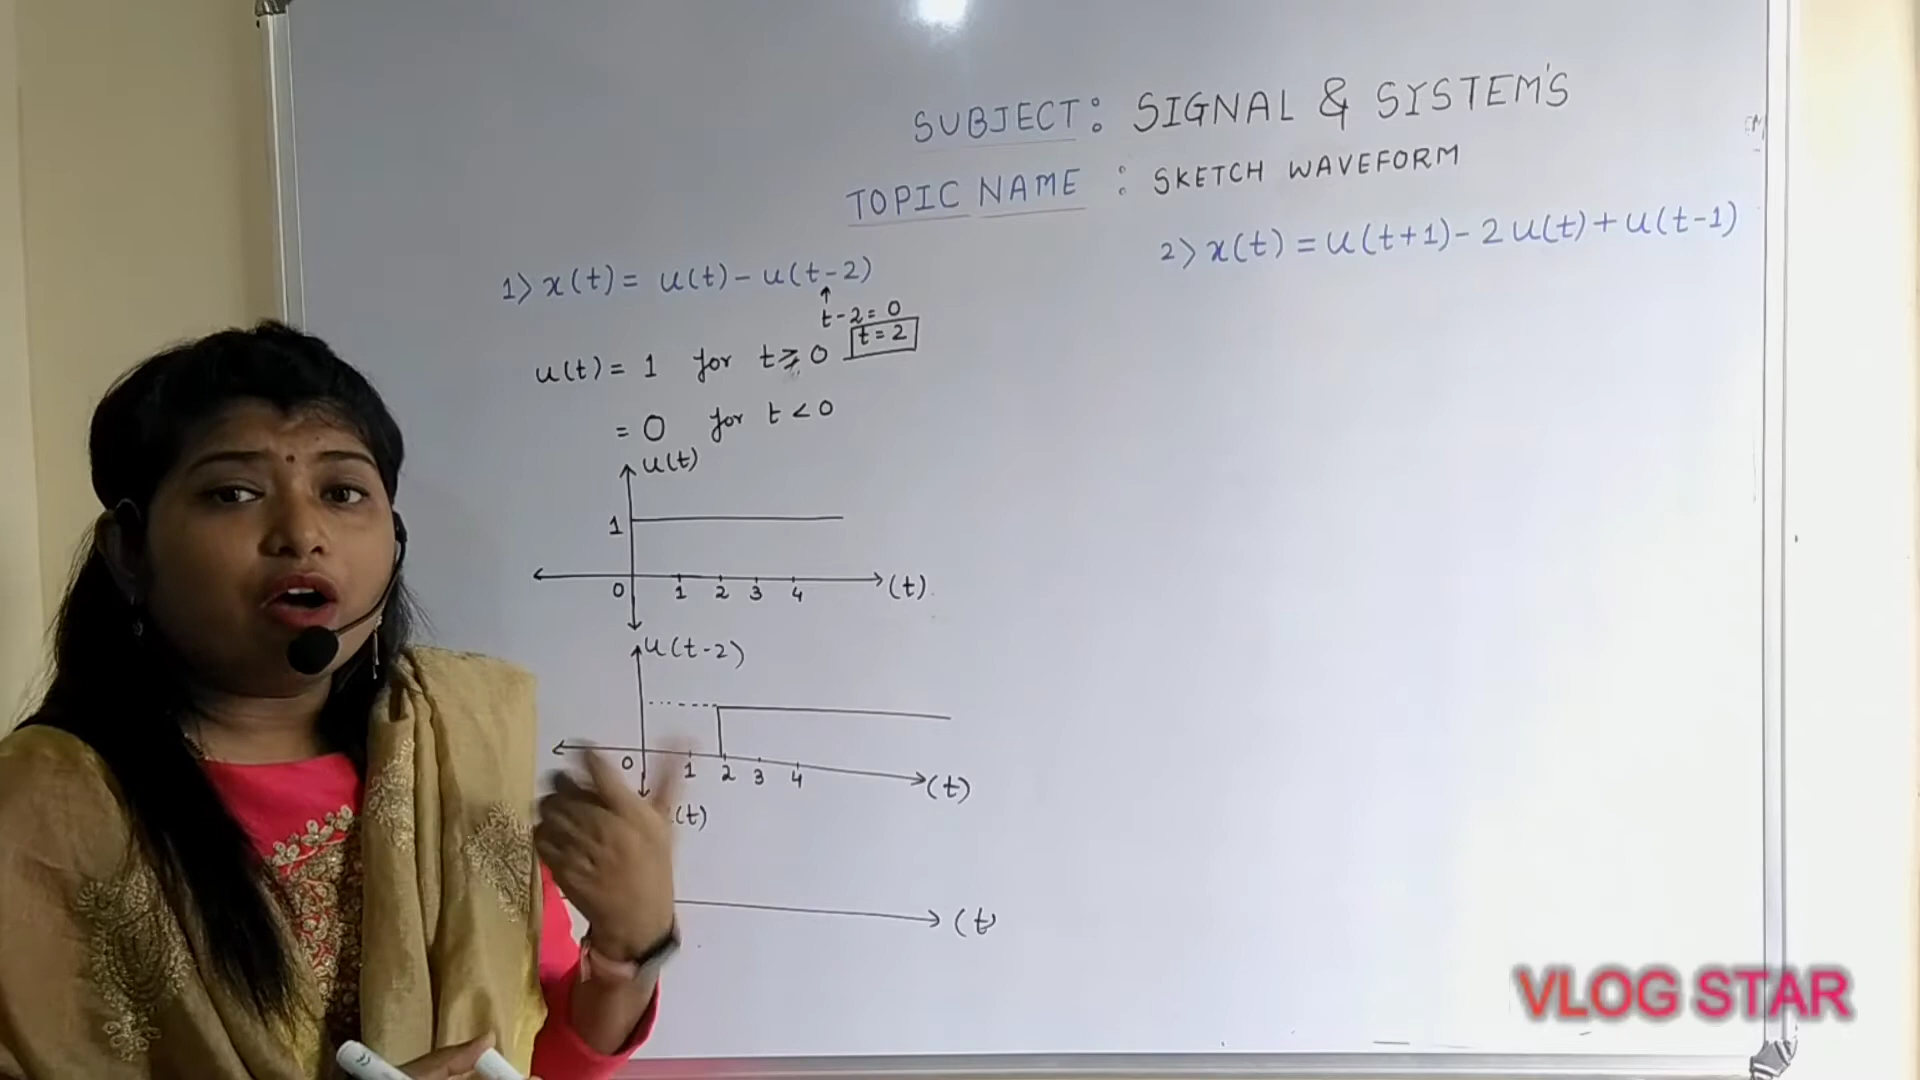 SUBJECT: SIGNAL & SYSTEM'S
TOPIC NAME : SKETCH WAVEFORM
1> x(t) = u(t) - u(t-2)
↑
t-2=0
t=2
u(t) = 1 for t ≥ 0
= 0 for t < 0
u(t)
1
0 1 2 3 4 (t)
u(t-2)
0 1 2 3 4 (t)
(t)
(t)
2> x(t) = u(t+1) - 2u(t) + u(t-1)
VLOG STAR